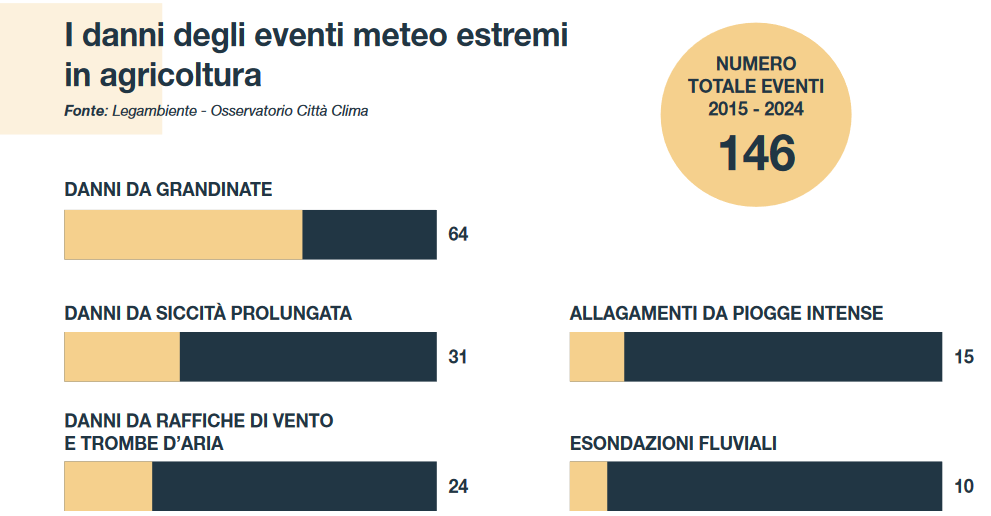 I danni degli eventi meteo estremi
in agricoltura
Fonte: Legambiente - Osservatorio Città Clima
NUMERO
TOTALE EVENTI
2015 - 2024
146
DANNI DA GRANDINATE
64
DANNI DA SICCITÀ PROLUNGATA
31
DANNI DA RAFFICHE DI VENTO
E TROMBE D’ARIA
24
ALLAGAMENTI DA PIOGGE INTENSE
15
ESONDAZIONI FLUVIALI
10